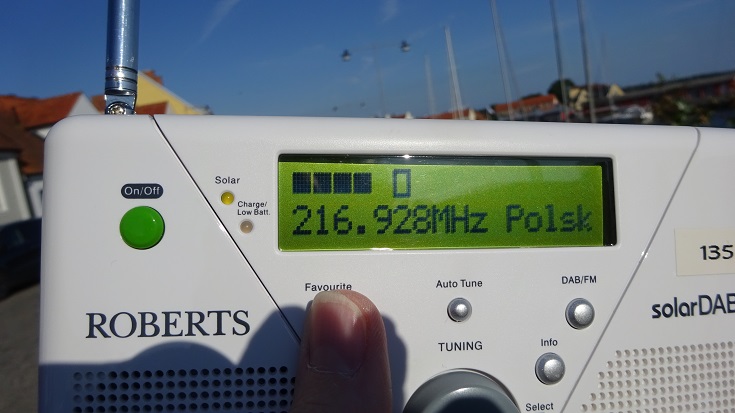 On/Off
Solar
Charge/
Low Batt.
216.928MHz Polsk
135
Favourite
Auto Tune
DAB/FM
ROBERTS
solarDAB
TUNING
Info
Select